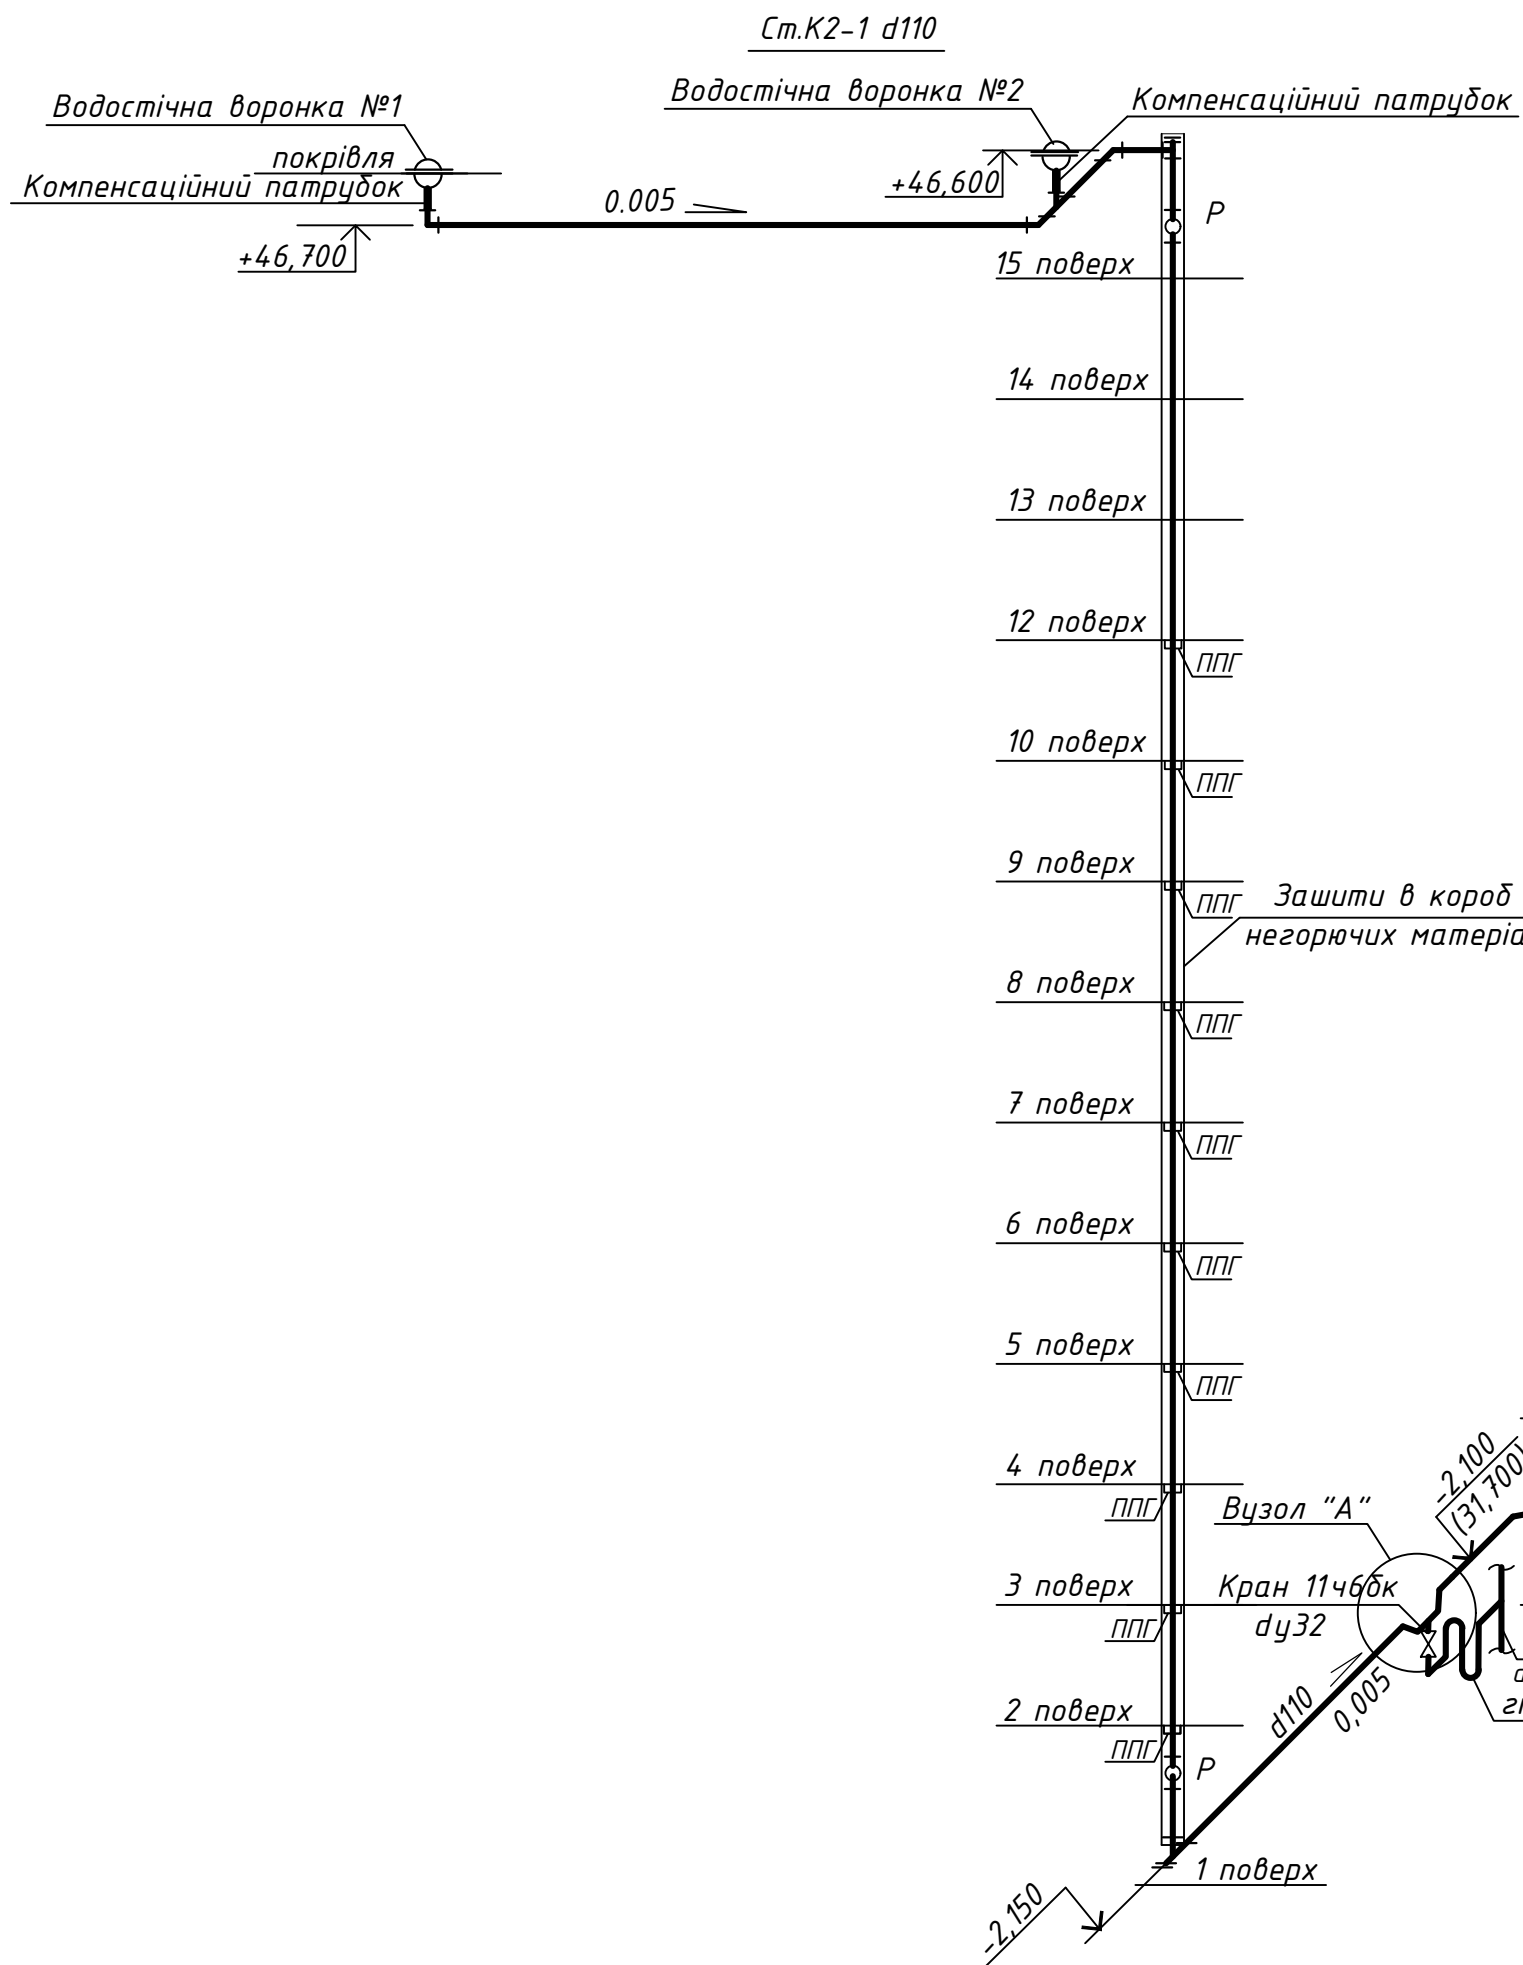 Ст.К2-1 d110
Водостічна воронка №1
Водостічна воронка №2
Компенсаційний патрубок
покрівля
Компенсаційний патрубок
0.005
+46,600
+46,700
Р
15 поверх
14 поверх
13 поверх
12 поверх
ППГ
10 поверх
ППГ
9 поверх
ППГ
Зашити в короб
негорючих
8 поверх
ППГ
7 поверх
ППГ
6 поверх
ППГ
5 поверх
ППГ
4 поверх
ППГ
Вузол "А"
-2,100
(31,700)
3 поверх
ППГ
Кран 11ч6бк
dу32
2 поверх
ППГ
d110
0,005
Р
1 поверх
-2,150